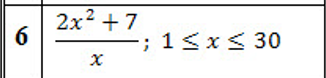 6 (2x² + 7)/x ; 1 ≤ x ≤ 30